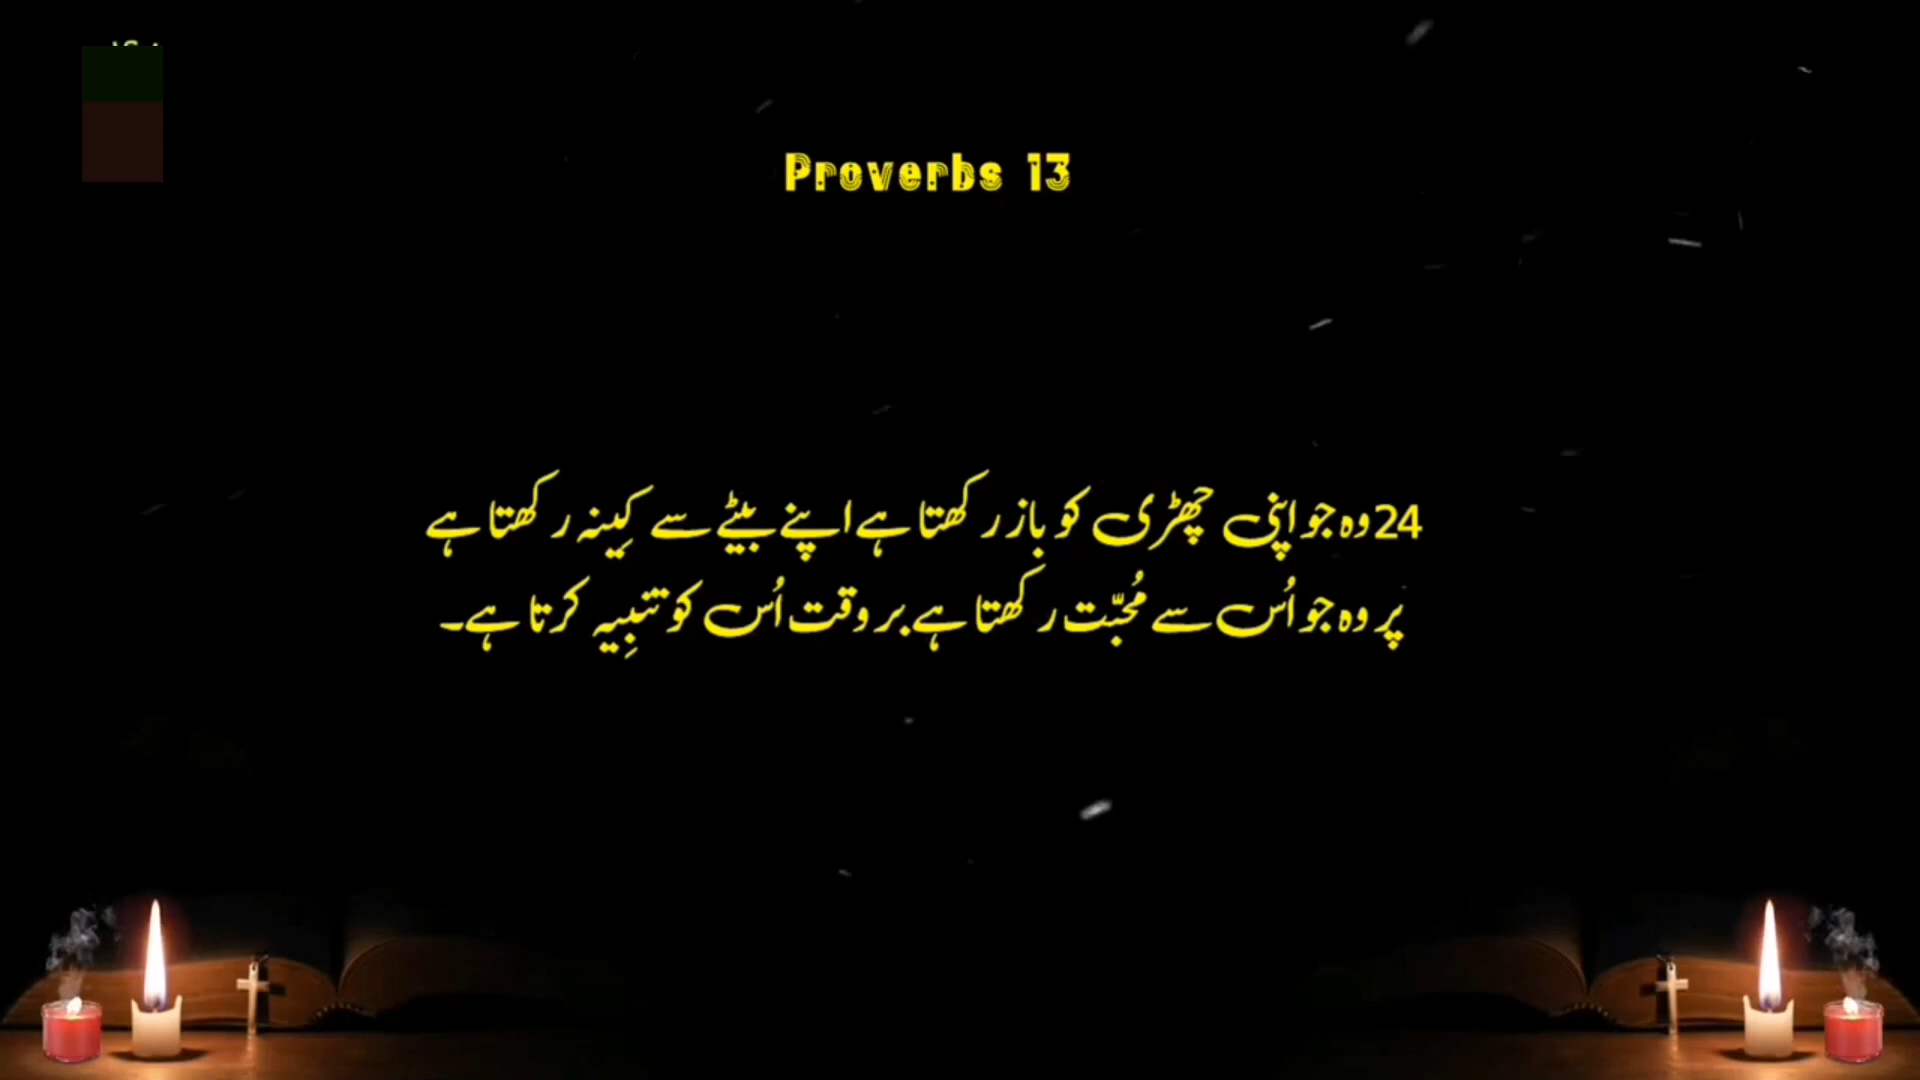 Proverbs 13
24وہ جو اپنی چھڑی کو باز رکھتا ہے اپنے بیٹے سے کِینہ رکھتا ہے
پر وہ جو اُس سے مُحبّت رکھتا ہے بروقت اُس کو تنبِیہ کرتا ہے۔